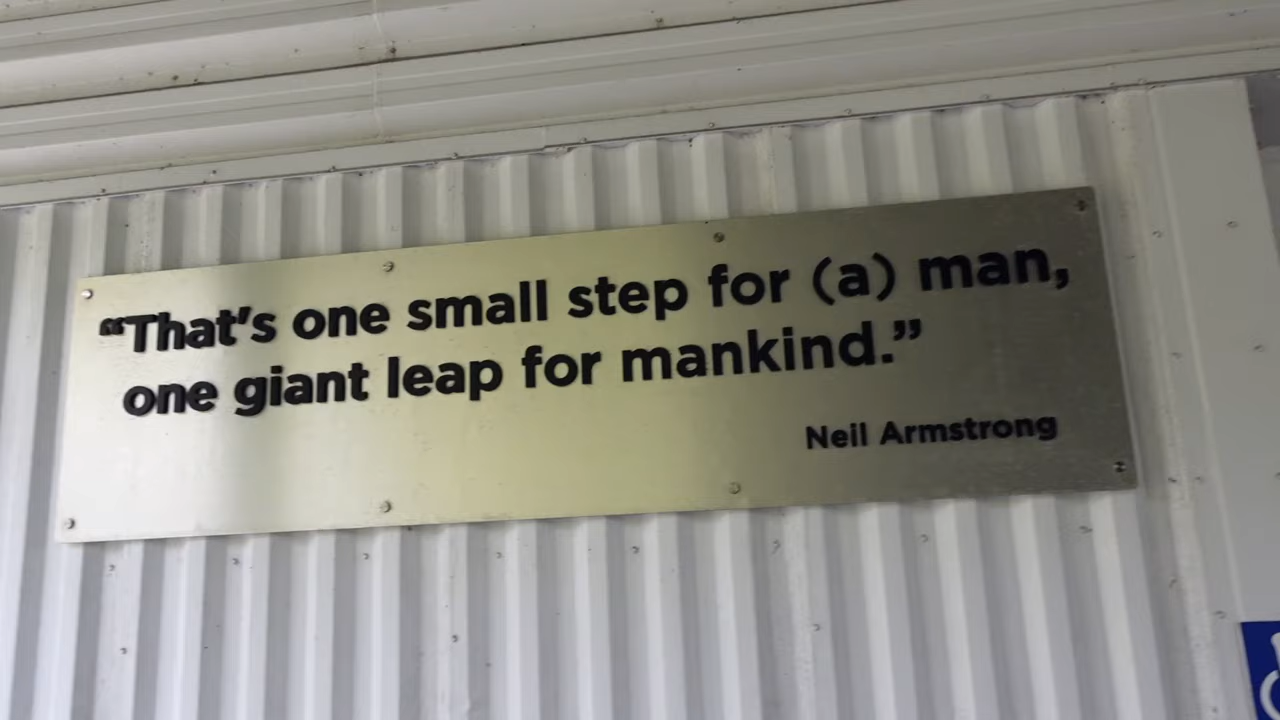 “That’s one small step for (a) man,
one giant leap for mankind.”
Neil Armstrong